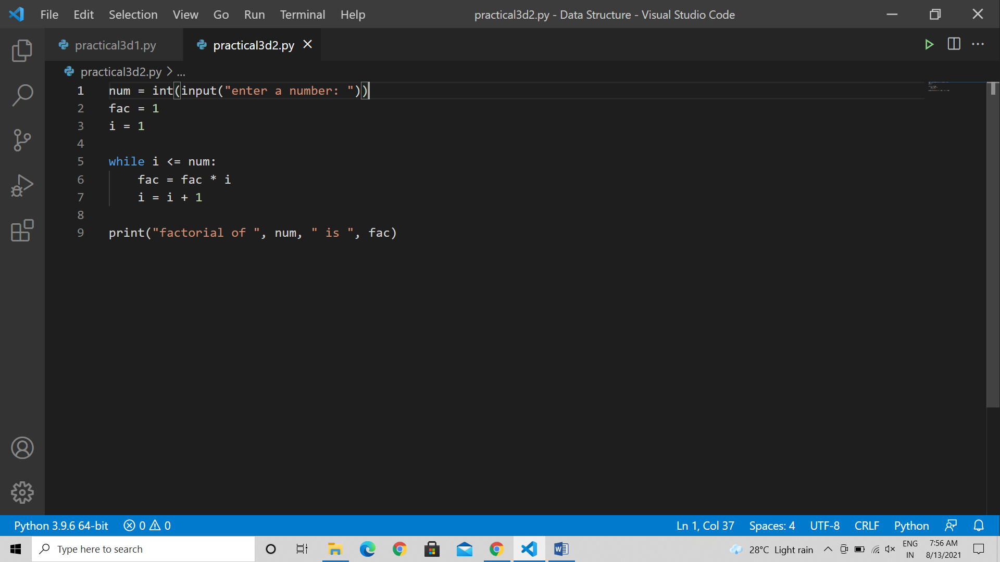 File Edit Selection View Go Run Terminal Help practical3d2.py - Data Structure - Visual Studio Code
practical3d1.py practical3d2.py
practical3d2.py > ...
1 num = int(input("enter a number: "))
2 fac = 1
3 i = 1
4
5 while i <= num:
6     fac = fac * i
7     i = i + 1
8
9 print("factorial of ", num, " is ", fac)
Python 3.9.6 64-bit 0 0 Ln 1, Col 37 Spaces: 4 UTF-8 CRLF Python
Type here to search 28°C Light rain ENG IN 7:56 AM 8/13/2021